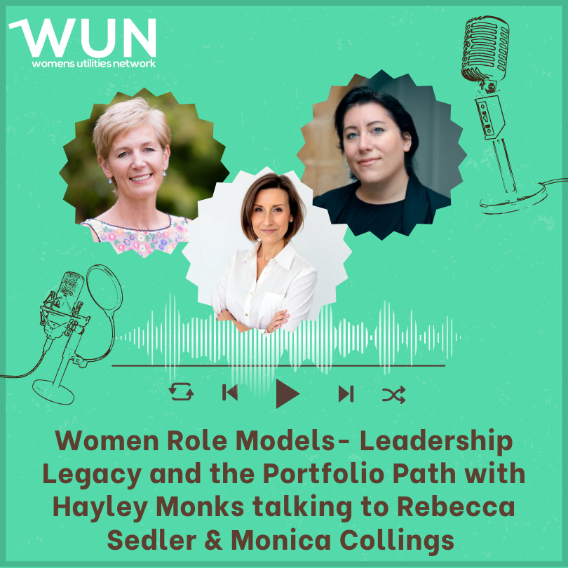 WUN
womens utilities network
Women Role Models- Leadership
Legacy and the Portfolio Path with
Hayley Monks talking to Rebecca
Sedler & Monica Collings